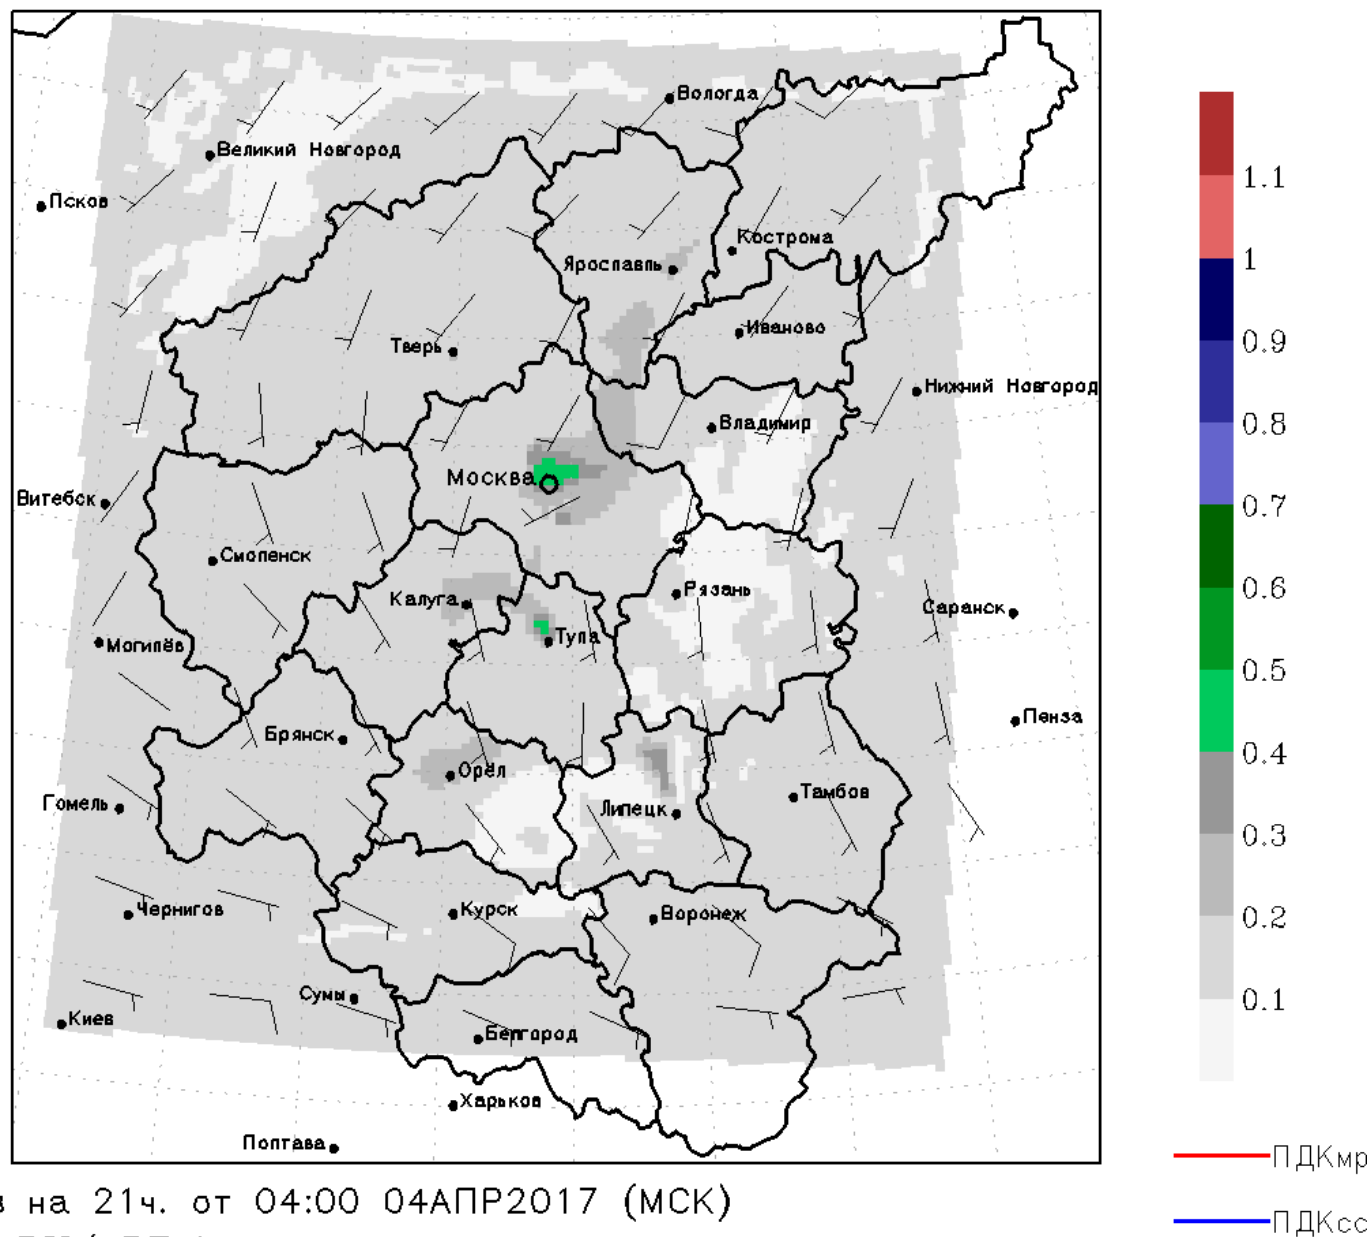 Вологда
Великий Новгород
Псков
Кострома
Ярославль
Иваново
Тверь
Нижний Новгород
Владимир
Москва
Витебск
Смоленск
Калуга
Рязань
Саранск
Могилёв
Тула
Пенза
Брянск
Орёл
Гомель
Липецк
Тамбов
Чернигов
Курск
Воронеж
Сумы
Киев
Белгород
Харьков
Полтава
1.1
1
0.9
0.8
0.7
0.6
0.5
0.4
0.3
0.2
0.1
ПДКмр
ПДКсс
на 21ч. от 04:00 04АПР2017 (МСК)